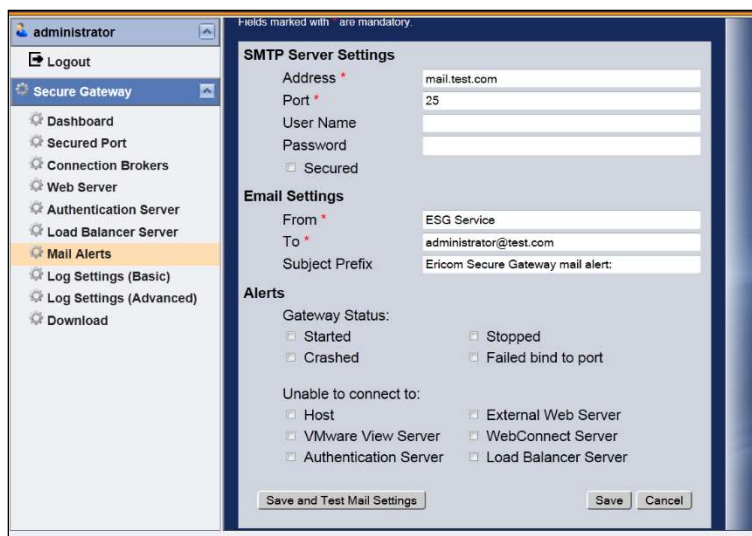 administrator
Logout
Secure Gateway
Dashboard
Secured Port
Connection Brokers
Web Server
Authentication Server
Load Balancer Server
Mail Alerts
Log Settings (Basic)
Log Settings (Advanced)
Download
Fields marked with * are mandatory.
SMTP Server Settings
Address * mail.test.com
Port * 25
User Name
Password
Secured
Email Settings
From * ESG Service
To * administrator@test.com
Subject Prefix Ericom Secure Gateway mail alert:
Alerts
Gateway Status:
Started Stopped
Crashed Failed bind to port
Unable to connect to:
Host External Web Server
VMware View Server WebConnect Server
Authentication Server Load Balancer Server
Save and Test Mail Settings Save Cancel